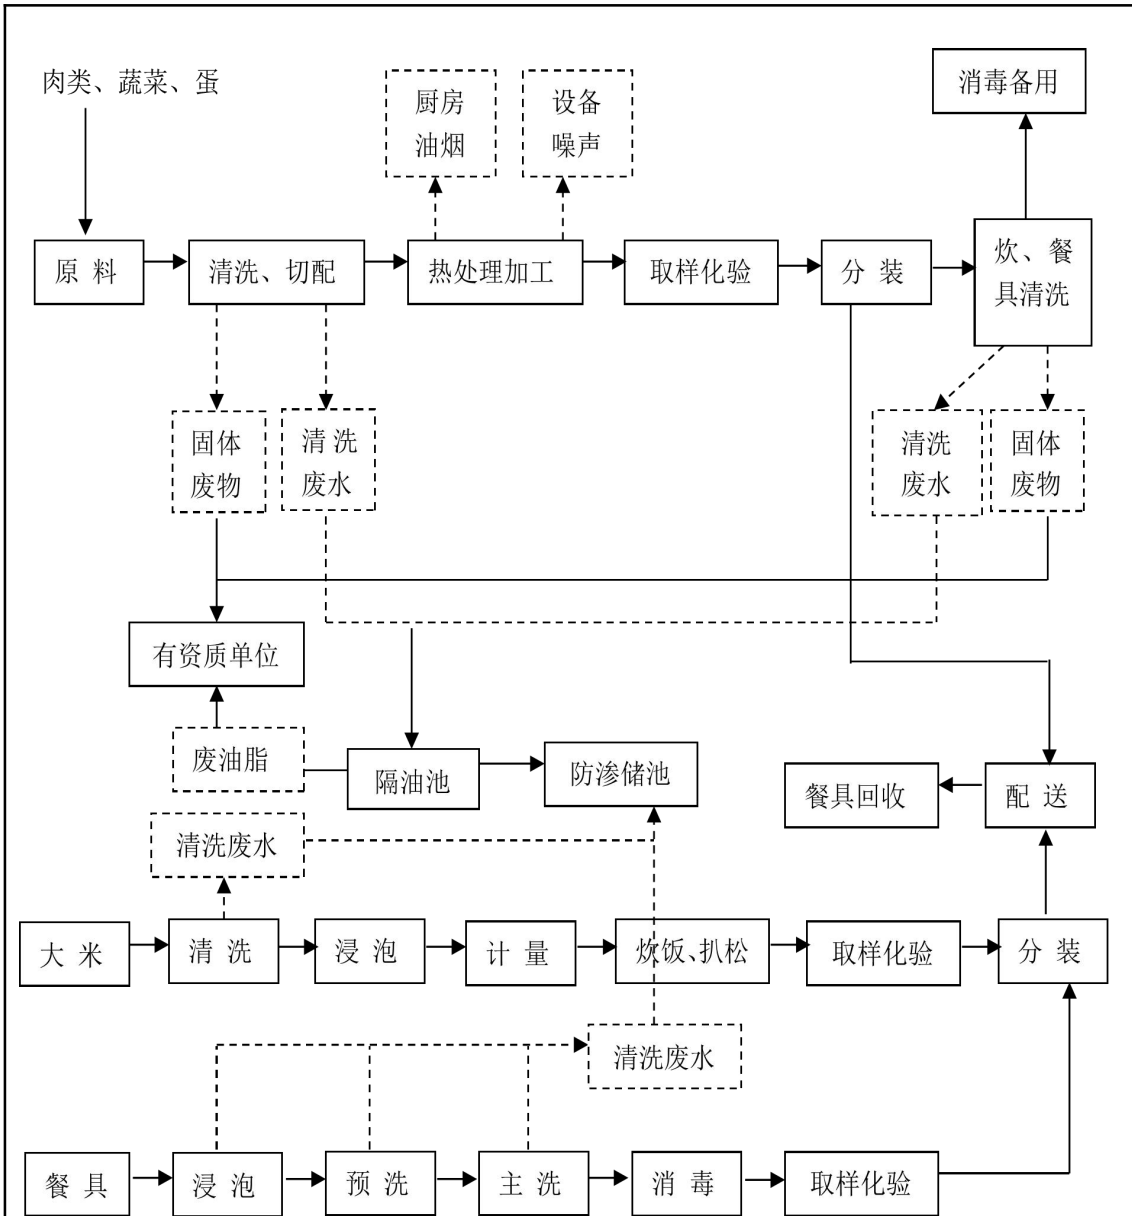 肉类、蔬菜、蛋
厨房
油烟
设备
噪声
消毒备用
原 料
清洗、切配
热处理加工
取样化验
分 装
炊、餐
具清洗
固体
废物
清 洗
废水
清洗
废水
固体
废物
有资质单位
废油脂
隔油池
防渗储池
餐具回收
配 送
清洗废水
大 米
清 洗
浸 泡
计 量
炊饭、扒松
取样化验
分 装
清洗废水
餐 具
浸 泡
预 洗
主 洗
消 毒
取样化验